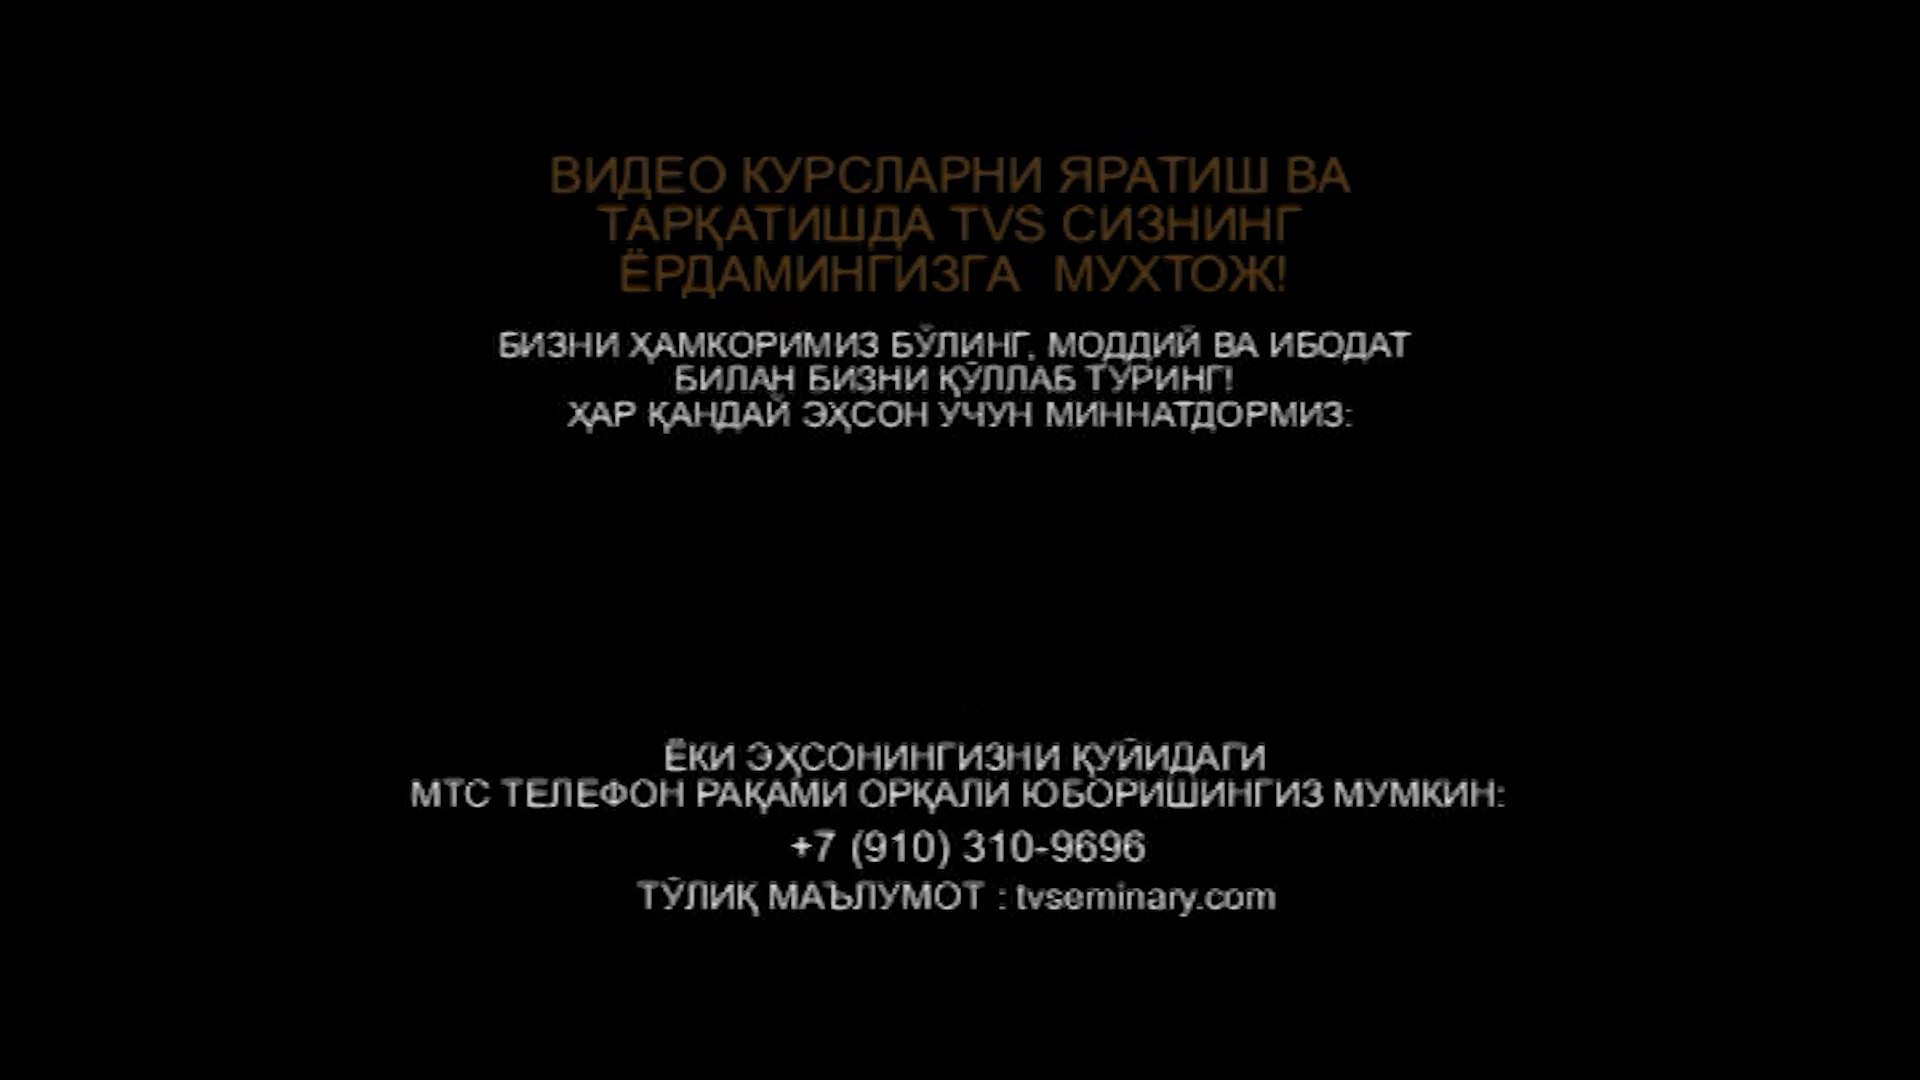 ВИДЕО КУРСЛАРНИ ЯРАТИШ ВА
ТАРҚАТИШДА TVS СИЗНИНГ
ЁРДАМИНГИЗГА МУХТОЖ!
БИЗНИ ҲАМКОРИМИЗ БЎЛИНГ, МОДДИЙ ВА ИБОДАТ
БИЛАН БИЗНИ ҚЎЛЛАБ ТУРИНГ!
ҲАР ҚАНДАЙ ЭҲСОН УЧУН МИННАТДОРМИЗ:
ЁКИ ЭҲСОНИНГИЗНИ ҚУЙИДАГИ
МТС ТЕЛЕФОН РАҚАМИ ОРҚАЛИ ЮБОРИШИНГИЗ МУМКИН:
+7 (910) 310-9696
ТЎЛИҚ МАЪЛУМОТ : tvseminary.com